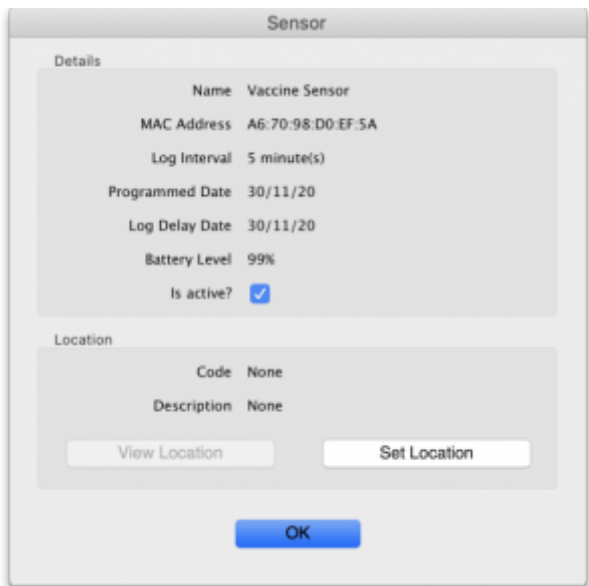 Sensor
Details
Name Vaccine Sensor
MAC Address A6:70:98:D0:EF:5A
Log Interval 5 minute(s)
Programmed Date 30/11/20
Log Delay Date 30/11/20
Battery Level 99%
Is active?
Location
Code None
Description None
View Location Set Location
OK